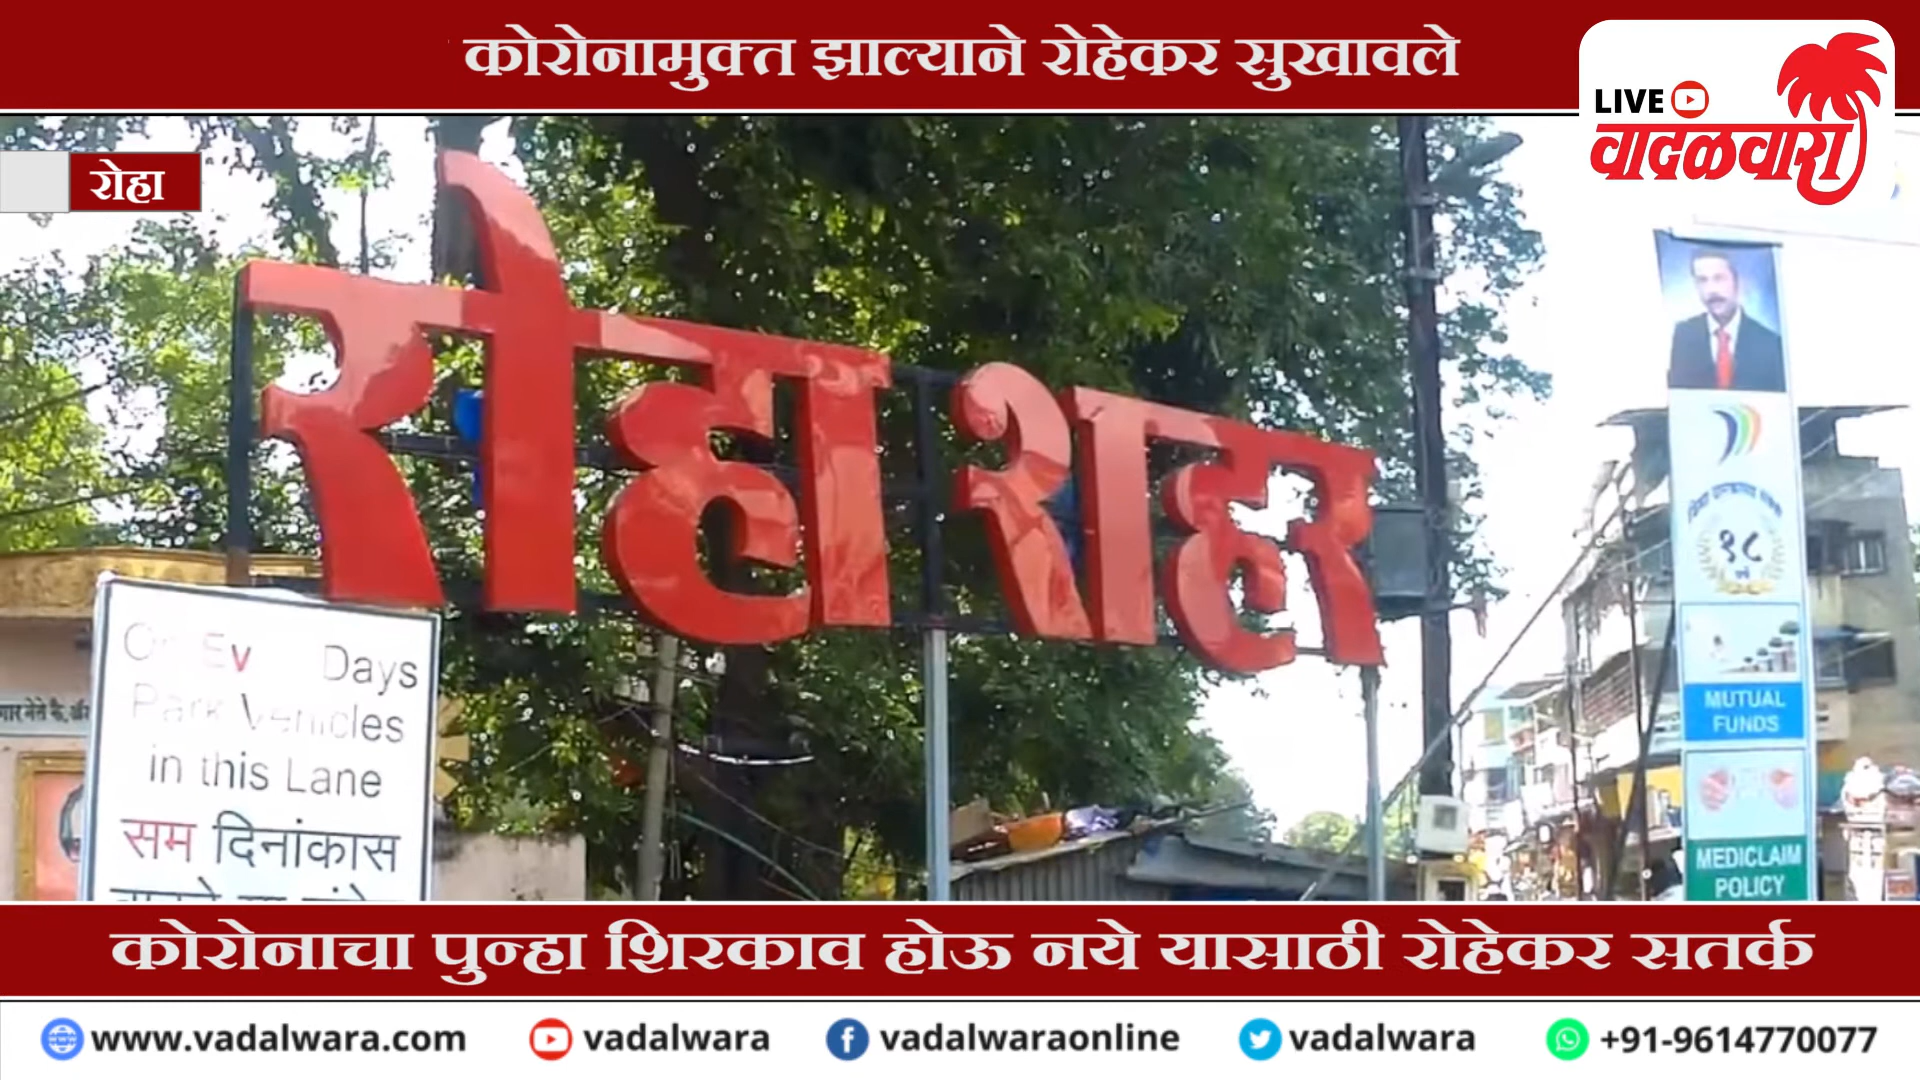 कोरोनामुक्त झाल्याने रोहेकर सुखावले
LIVE
वादळवारा
रोहा
रोहा शहर
Days
Park Vehicles
in this Lane
सम दिनांकास
१८
MUTUAL
FUNDS
MEDICLAIM
POLICY
कोरोनाचा पुन्हा शिरकाव होऊ नये यासाठी रोहेकर सतर्क
www.vadalwara.com
vadalwara
vadalwaraonline
vadalwara
+91-9614770077